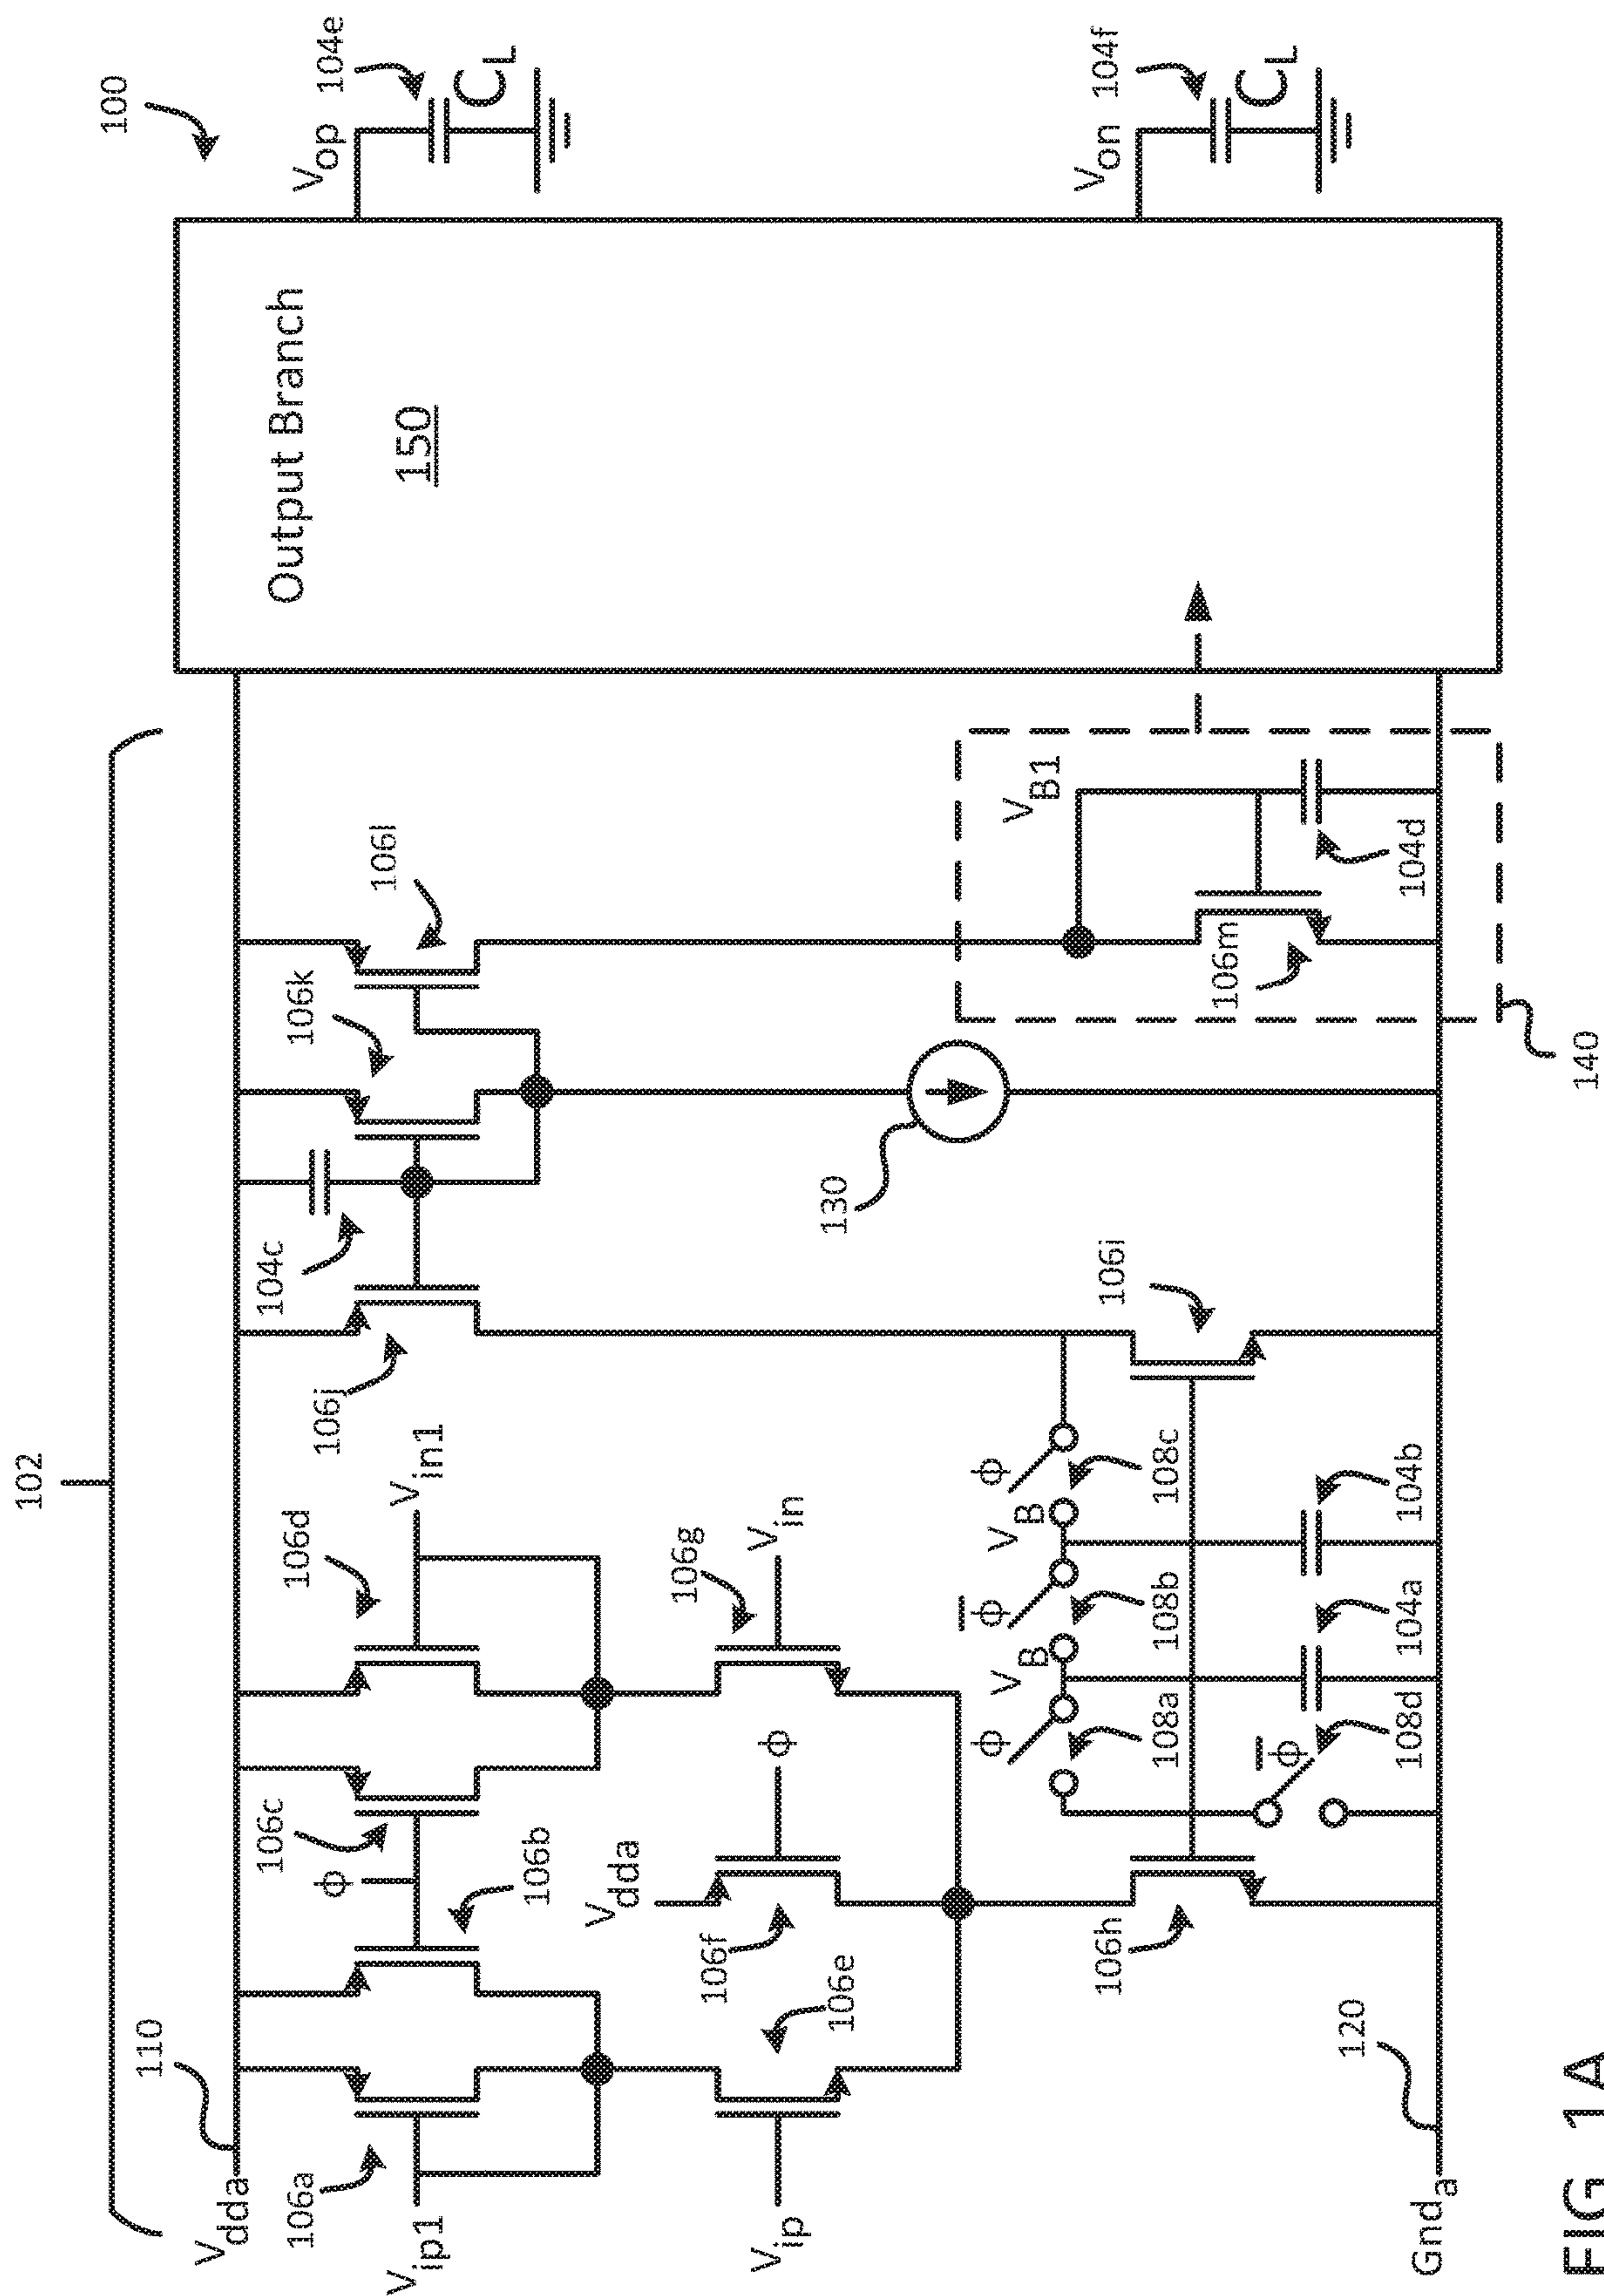 100
102
110
V_dda
106a
V_ip1
106b
ϕ
106c
106d
V_in1
106j
104c
106k
106l
Output Branch
150
V_op
104e
C_L
V_ip
106e
106f
V_dda
ϕ
106g
V_in
130
V_B1
106m
104d
140
V_on
104f
C_L
106h
ϕ
108a
V_B
ϕ̅
108b
V_B
ϕ
108c
106i
ϕ̅
108d
104a
104b
120
Gnd_a
FIG. 1A